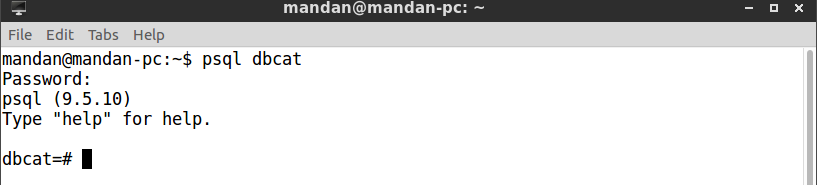 mandan@mandan-pc: ~
File Edit Tabs Help
mandan@mandan-pc:~$ psql dbcat
Password:
psql (9.5.10)
Type "help" for help.
dbcat=#